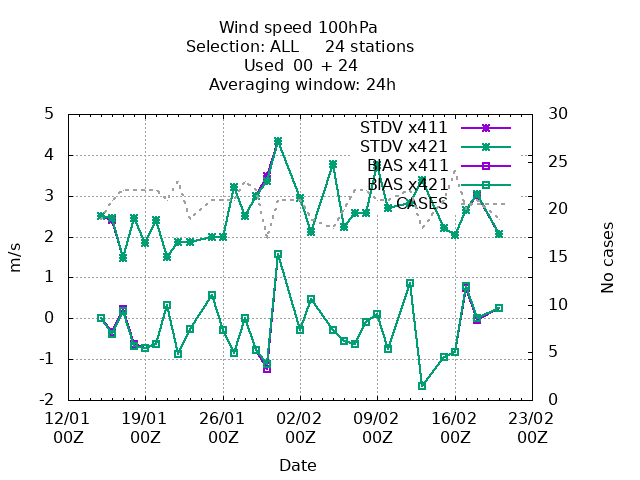 Wind speed 100hPa
Selection: ALL 24 stations
Used 00 + 24
Averaging window: 24h
5
4
3
2
1
0
-1
-2
m/s
30
25
20
15
10
5
0
No cases
STDV x411
STDV x421
BIAS x411
BIAS x421
CASES
12/01 19/01 26/01 02/02 09/02 16/02 23/02
00Z 00Z 00Z 00Z 00Z 00Z 00Z
Date